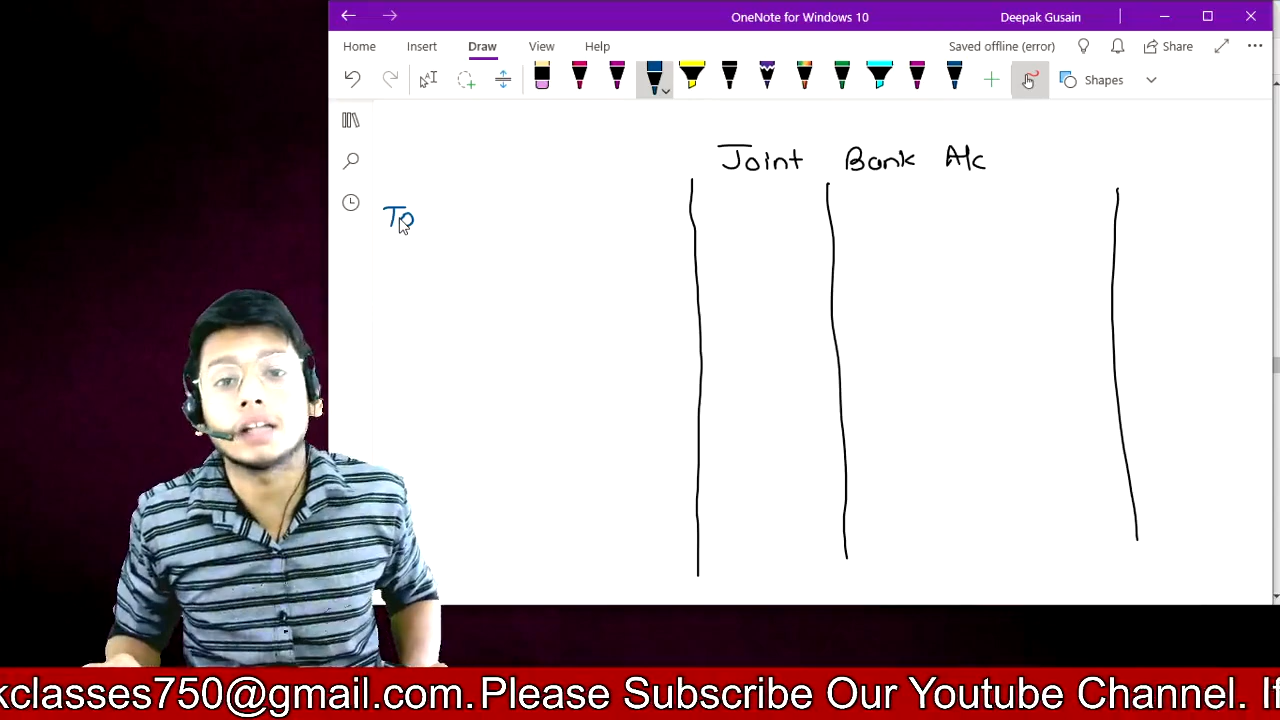 OneNote for Windows 10 Deepak Gusain
Home Insert Draw View Help Saved offline (error) Share
Shapes
Joint Bank A/c
To
kclasses750@gmail.com. Please Subscribe Our Youtube Channel. If